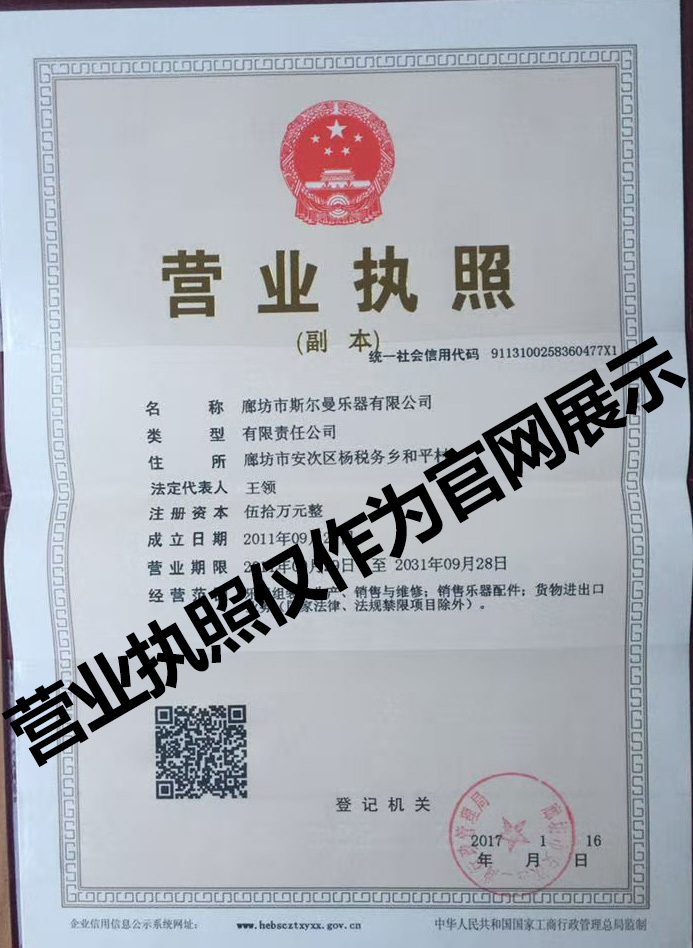 营业执照
(副 本)
统一社会信用代码 9113100258360477X1
名 称 廊坊市斯尔曼乐器有限公司
类 型 有限责任公司
住 所 廊坊市安次区杨税务乡和平村
法定代表人 王领
注册资本 伍拾万元整
成立日期 2011年09月2
营业期限 年 月 日 至 2031年09月28日
经营范 组 产、销售与维修；销售乐器配件；货物进出口
家法律、法规禁限项目除外）。
营业执照仅作为官网展示
登记机关
2017 1 16
年 月 日
企业信用信息公示系统网址： www.hebscztxyxx.gov.cn 中华人民共和国国家工商行政管理总局监制